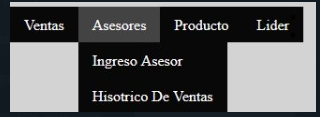 Ventas Asesores Producto Lider
Ingreso Asesor
Hisotrico De Ventas